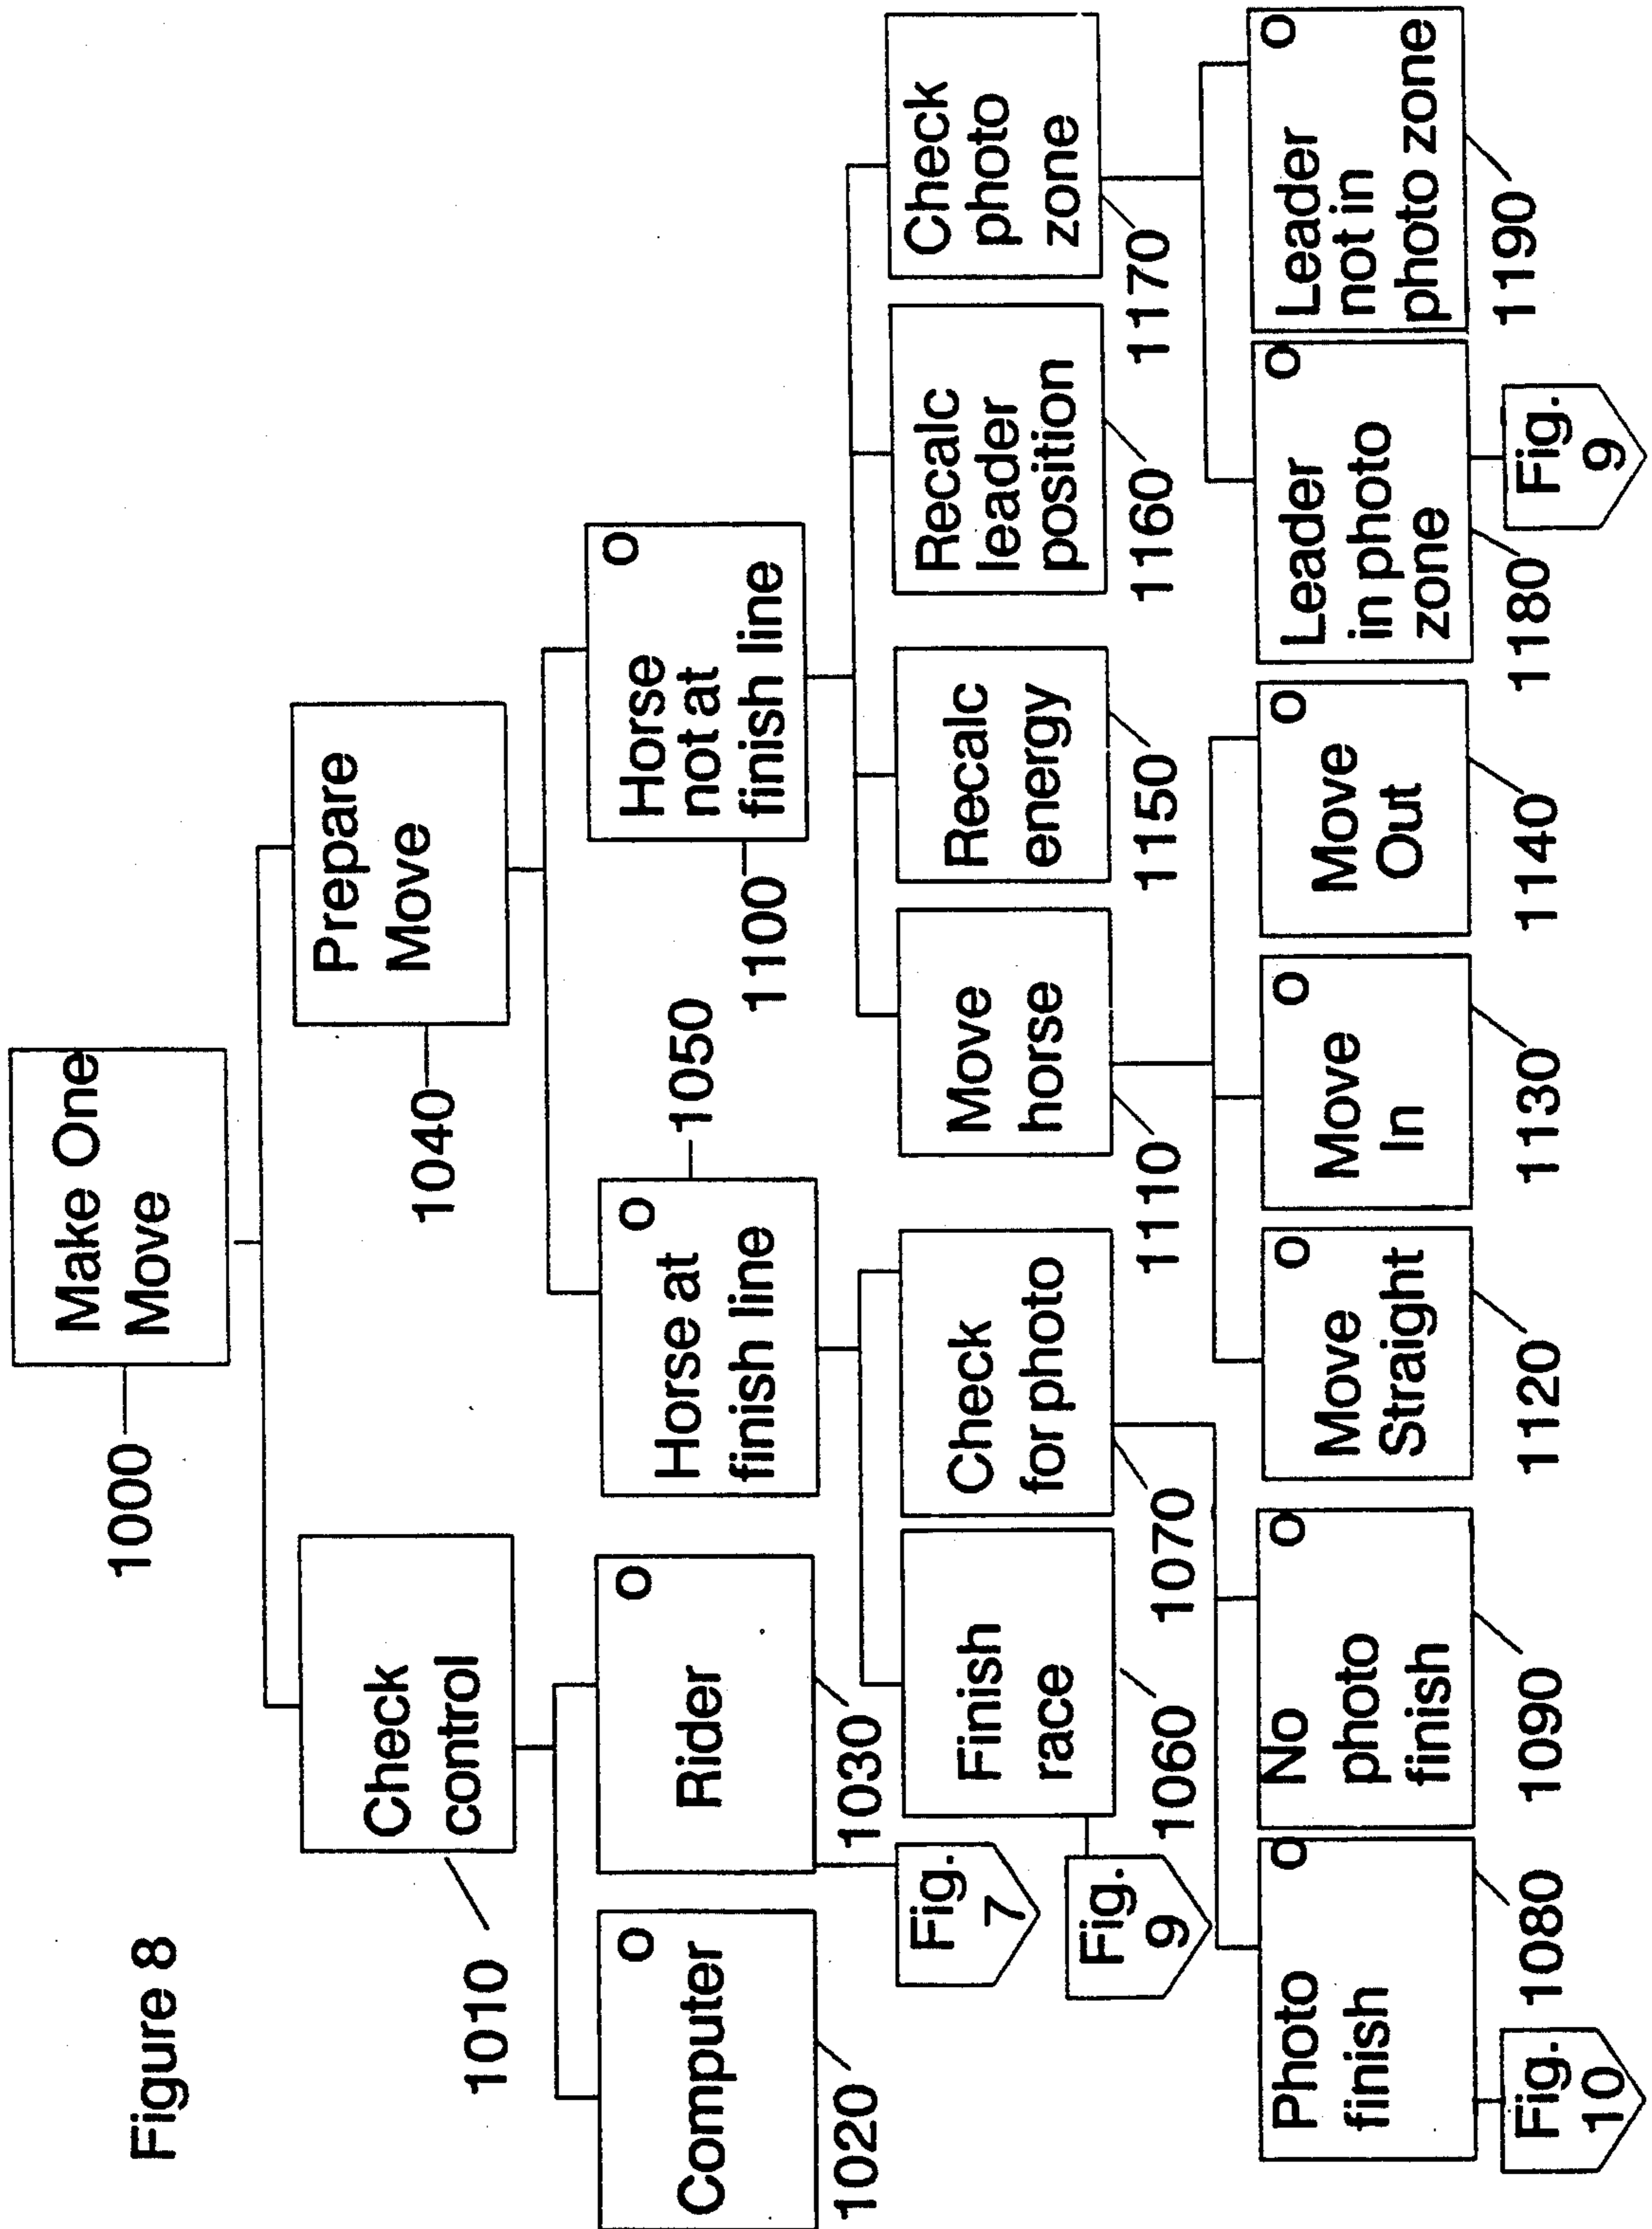 Figure 8
1000
Make One
Move
1010
Check
control
1040
Prepare
Move
Computer
O
1020
Rider
O
1030
Fig.
7
Horse at
finish line
O
1050
Horse
not at
finish line
O
1100
Finish
race
1060
Fig.
9
Check
for photo
1070
Move
horse
1110
Recalc
energy
1150
Recalc
leader
position
1160
Check
photo
zone
1170
Photo
finish
O
1080
Fig.
10
No
photo
finish
O
1090
Move
Straight
O
1120
Move
In
O
1130
Move
Out
O
1140
Leader
in photo
zone
O
1180
Fig.
9
Leader
not in
photo zone
O
1190